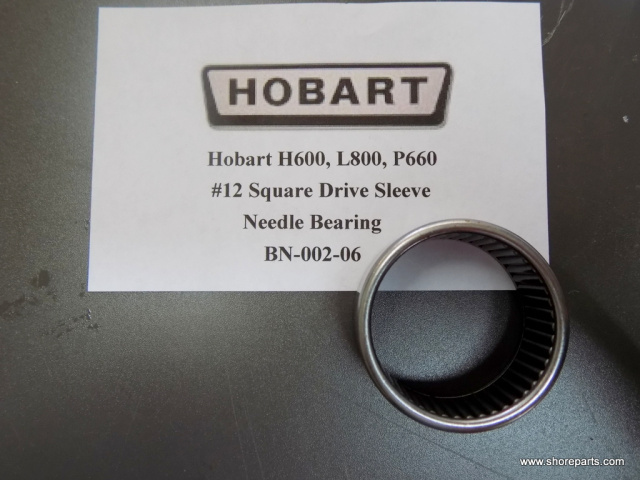 HOBART
Hobart H600, L800, P660
#12 Square Drive Sleeve
Needle Bearing
BN-002-06
www.shoreparts.com